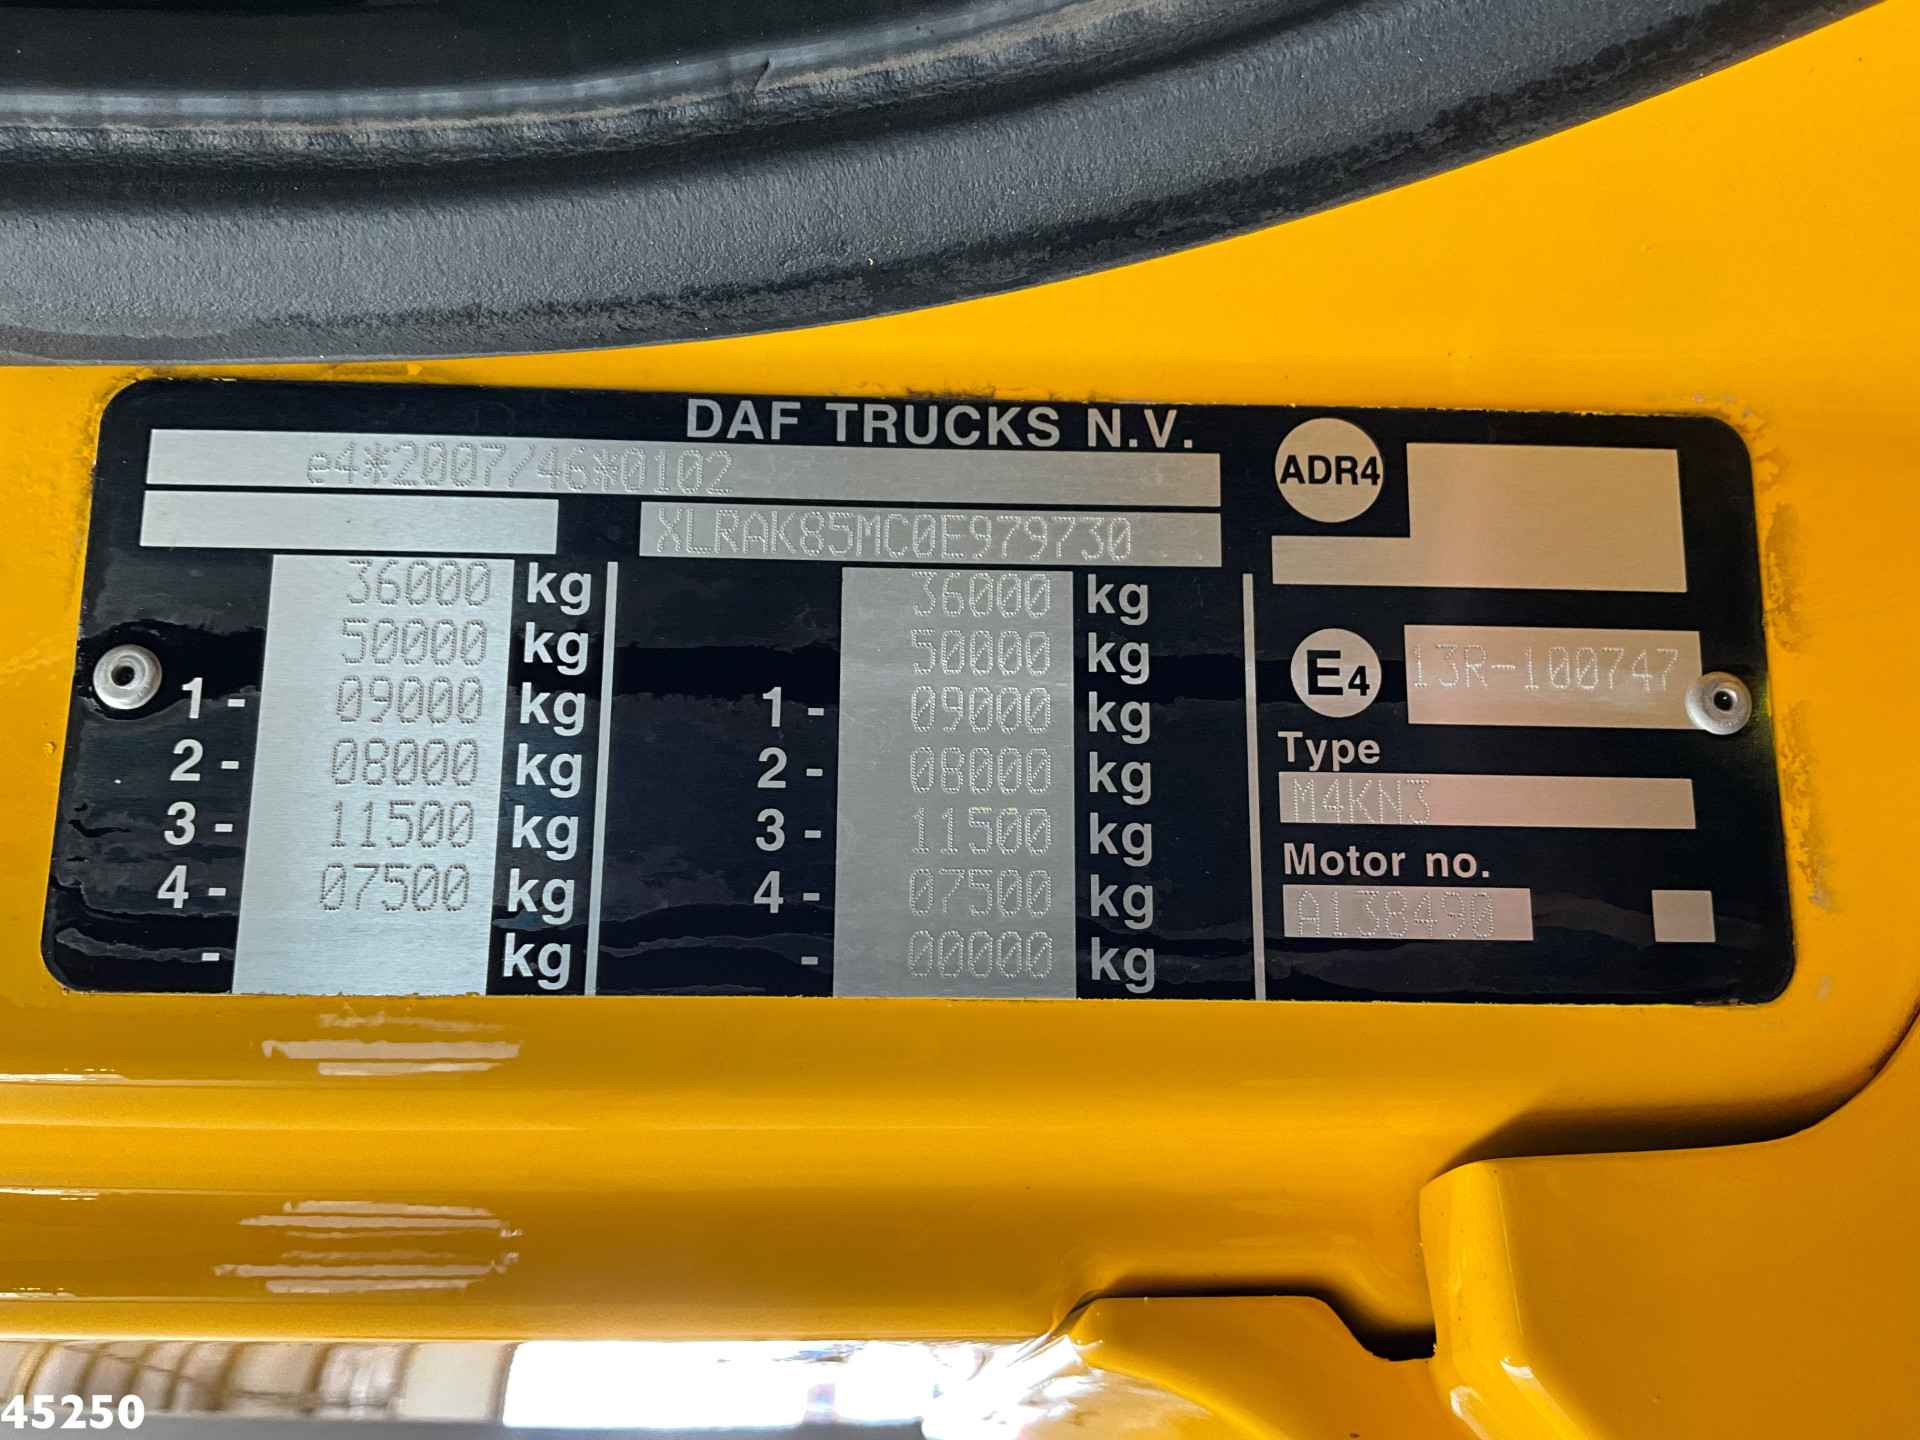 DAF TRUCKS N.V.
e4*2007/46*0102
XLRAK85MC0E979730
36000 kg
50000 kg
1 - 09000 kg
2 - 08000 kg
3 - 11500 kg
4 - 07500 kg
- kg
36000 kg
50000 kg
1 - 09000 kg
2 - 08000 kg
3 - 11500 kg
4 - 07500 kg
- 00000 kg
ADR4
E4 13R-100747
Type
M4KN3
Motor no.
A138490
45250